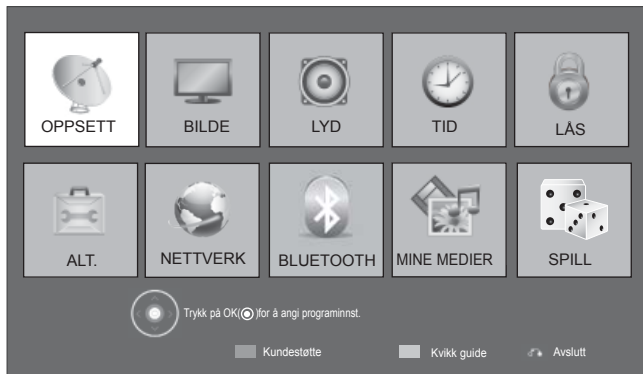 OPPSETT BILDE LYD TID LÅS
ALT. NETTVERK BLUETOOTH MINE MEDIER SPILL
Trykk på OK(◉)for å angi programinnst.
Kundestøtte Kvikk guide Avslutt